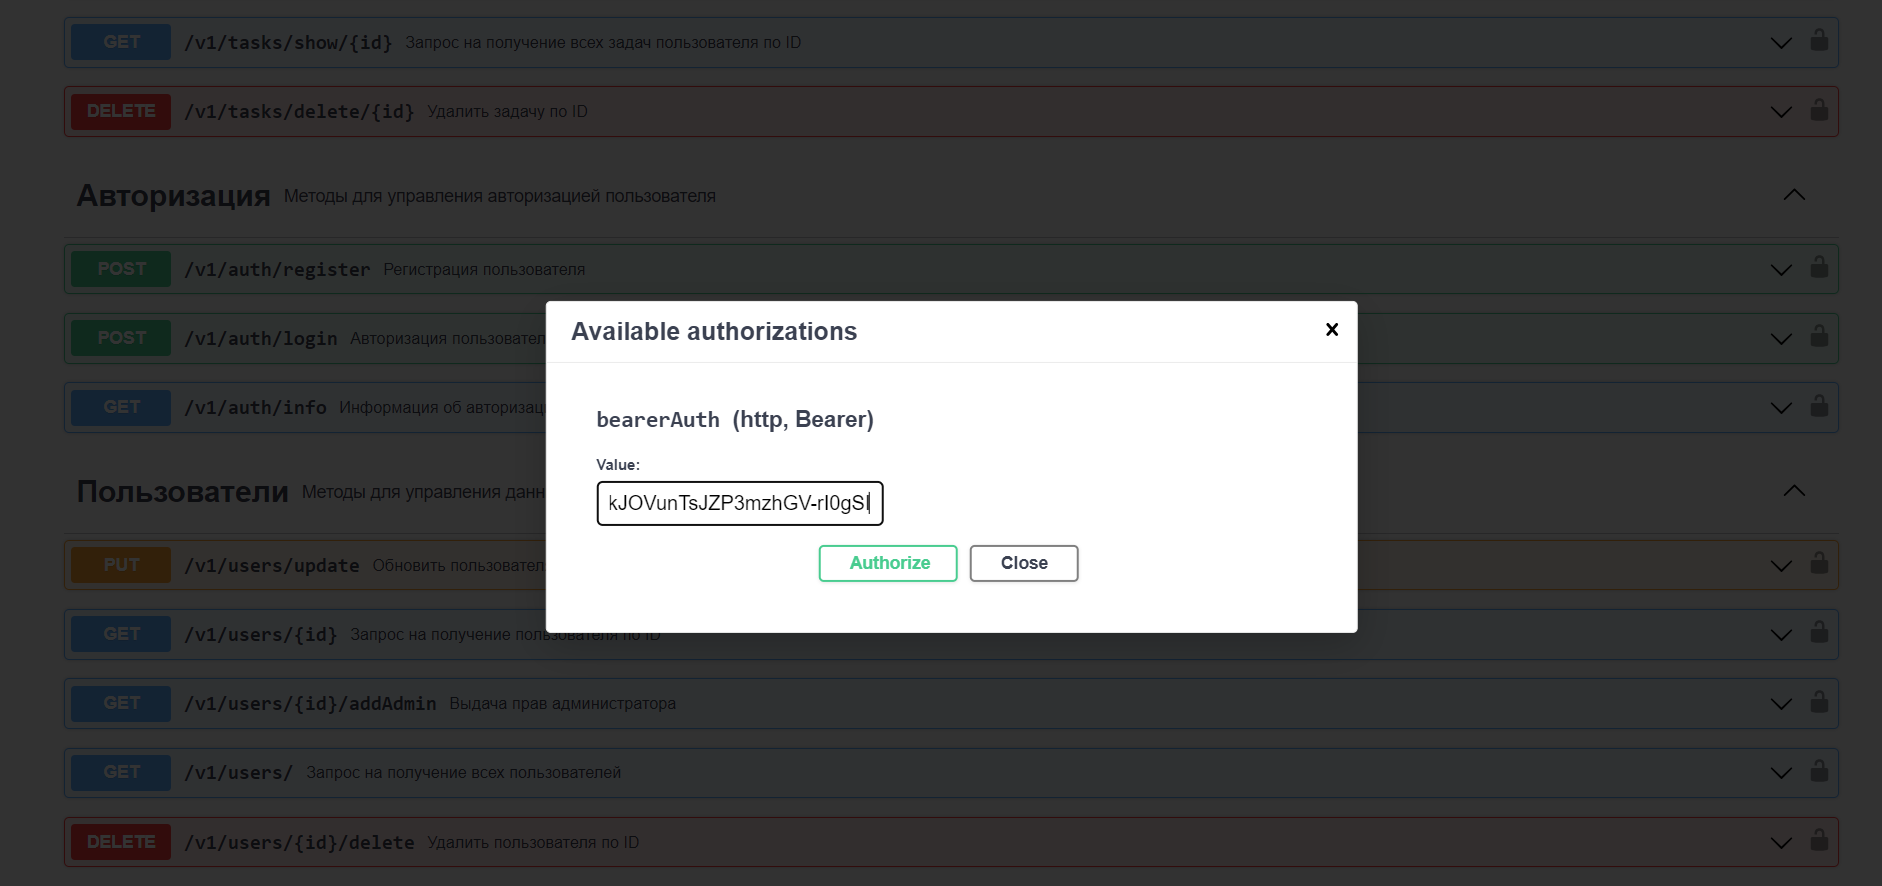 GET /v1/tasks/show/{id} Запрос на получение всех задач пользователя по ID
DELETE /v1/tasks/delete/{id} Удалить задачу по ID
Авторизация Методы для управления авторизацией пользователя
POST /v1/auth/register Регистрация пользователя
Available authorizations
POST /v1/auth/login Авторизация
GET /v1/auth/info Информация об
bearerAuth (http, Bearer)
Value:
Пользователи Методы для управления
kJOVunTsJZP3mzhGV-rI0gSI
PUT /v1/users/update Обновить
Authorize Close
GET /v1/users/{id} Запрос на получение пользователя по ID
GET /v1/users/{id}/addAdmin Выдача прав администратора
GET /v1/users/ Запрос на получение всех пользователей
DELETE /v1/users/{id}/delete Удалить пользователя по ID